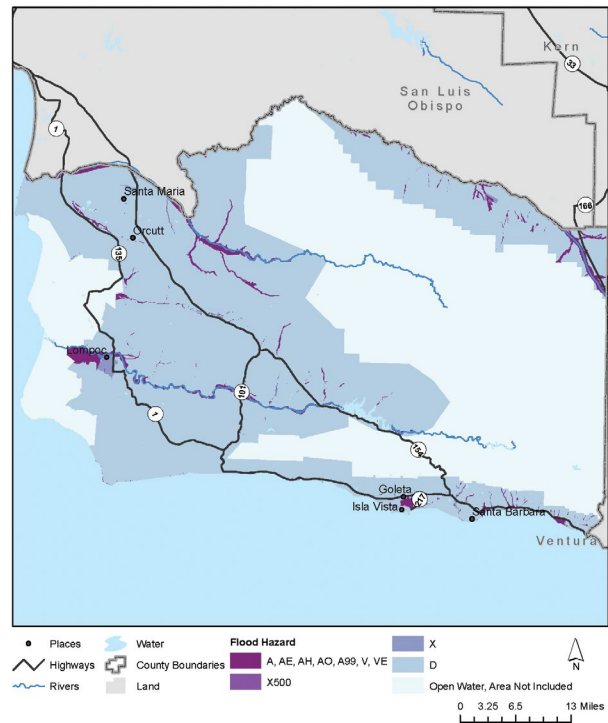 Kern
33
San Luis
Obispo
1
166
Santa Maria
Orcutt
135
Lompoc
101
1
154
Goleta
217
Isla Vista
Santa Barbara
Ventura
Places
Highways
Rivers
Water
County Boundaries
Land
Flood Hazard
A, AE, AH, AO, A99, V, VE
X500
X
D
Open Water, Area Not Included
N
0 3.25 6.5 13 Miles